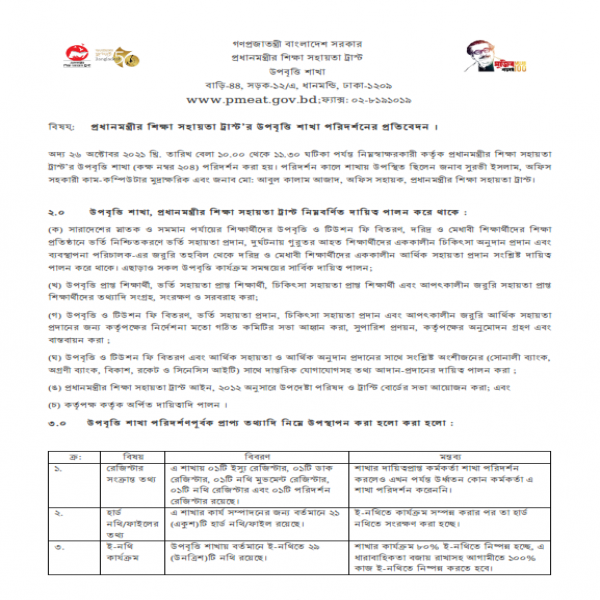 গণপ্রজাতন্ত্রী বাংলাদেশ সরকার
প্রধানমন্ত্রীর শিক্ষা সহায়তা ট্রাস্ট
উপবৃত্তি শাখা
বাড়ি-৪৪, সড়ক-১২/এ, ধানমন্ডি, ঢাকা-১২০৯
www.pmeat.gov.bd;ফ্যাক্স: ০২-৮১৯১০১৯
বিষয়: প্রধানমন্ত্রীর শিক্ষা সহায়তা ট্রাস্ট'র উপবৃত্তি শাখা পরিদর্শনের প্রতিবেদন ।
অদ্য ২৬ অক্টোবর ২০২১ খ্রি. তারিখ বেলা ১০.০০ থেকে ১১.৩০ ঘটিকা পর্যন্ত নিম্নস্বাক্ষরকারী কর্তৃক প্রধানমন্ত্রীর শিক্ষা সহায়তা
ট্রাস্ট'র উপবৃত্তি শাখা (কক্ষ নম্বর ২০৪) পরিদর্শন করা হয়। পরিদর্শন কালে শাখায় উপস্থিত ছিলেন জনাব সুরভী ইসলাম, অফিস
সহকারী কাম-কম্পিউটার মুদ্রাক্ষরিক এবং জনাব মো: আবুল কালাম আজাদ, অফিস সহায়ক, প্রধানমন্ত্রীর শিক্ষা সহায়তা ট্রাস্ট।
২.০ উপবৃত্তি শাখা, প্রধানমন্ত্রীর শিক্ষা সহায়তা ট্রাস্ট নিম্নবর্ণিত দায়িত্ব পালন করে থাকে :
(ক) সারাদেশের স্নাতক ও সমমান পর্যায়ের শিক্ষার্থীদের উপবৃত্তি ও টিউশন ফি বিতরণ, দরিদ্র ও মেধাবী শিক্ষার্থীদের শিক্ষা
প্রতিষ্ঠানে ভর্তি নিশ্চিতকরণে ভর্তি সহায়তা প্রদান, দুর্ঘটনায় গুরুতর আহত শিক্ষার্থীদের এককালীন চিকিৎসা অনুদান প্রদান এবং
ব্যবস্থাপনা পরিচালক-এর জরুরি তহবিল থেকে দরিদ্র ও মেধাবী শিক্ষার্থীদের এককালীন আর্থিক সহায়তা প্রদান সংশ্লিষ্ট দায়িত্ব
পালন করে থাকে। এছাড়াও সকল উপবৃত্তি কার্যক্রম সমন্বয়ের সার্বিক দায়িত্ব পালন;
(খ) উপবৃত্তি প্রাপ্ত শিক্ষার্থী, ভর্তি সহায়তা প্রাপ্ত শিক্ষার্থী, চিকিৎসা সহায়তা প্রাপ্ত শিক্ষার্থী এবং আপৎকালীন জরুরি সহায়তা প্রাপ্ত
শিক্ষার্থীদের তথ্যাদি সংগ্রহ, সংরক্ষণ ও সরবরাহ করা;
(গ) উপবৃত্তি ও টিউশন ফি বিতরণ, ভর্তি সহায়তা প্রদান, চিকিৎসা সহায়তা প্রদান এবং আপৎকালীন জরুরি আর্থিক সহায়তা
প্রদানের জন্য কর্তৃপক্ষের নির্দেশনা মতো গঠিত কমিটির সভা আহ্বান করা, সুপারিশ প্রণয়ন, কর্তৃপক্ষের অনুমোদন গ্রহণ এবং
বাস্তবায়ন করা ;
(ঘ) উপবৃত্তি ও টিউশন ফি বিতরণ এবং আর্থিক সহায়তা ও আর্থিক অনুদান প্রদানের সাথে সংশ্লিষ্ট অংশীজনের (সোনালী ব্যাংক,
অগ্রণী ব্যাংক, বিকাশ, রকেট ও সিনেসিস আইটি) সাথে দাপ্তরিক যোগাযোগসহ তথ্য আদান-প্রদানের দায়িত্ব পালন করা ;
(ঙ) প্রধানমন্ত্রীর শিক্ষা সহায়তা ট্রাস্ট আইন, ২০১২ অনুসারে উপদেষ্টা পরিষদ ও ট্রাস্টি বোর্ডের সভা আয়োজন করা; এবং
(চ) কর্তৃপক্ষ কর্তৃক অর্পিত দায়িত্বাদি পালন ।
৩.০ উপবৃত্তি শাখা পরিদর্শণপূর্বক প্রাপ্য তথ্যাদি নিম্নে উপস্থাপন করা হলো করা হলো :
ক্র: বিষয় বিবরণ মন্তব্য
১. রেজিস্টার সংক্রান্ত তথ্য এ শাখায় ০১টি ইস্যু রেজিস্টার, ০১টি ডাক রেজিস্টার, ০১টি নথি মুভমেন্ট রেজিস্টার, ০১টি নথি রেজিস্টার এবং ০১টি পরিদর্শন রেজিস্টার রয়েছে। শাখার দায়িত্বপ্রাপ্ত কর্মকর্তা শাখা পরিদর্শন করলেও এখন পর্যন্ত উর্ধ্বতন কোন কর্মকর্তা এ শাখা পরিদর্শন করেননি।
২. হার্ড নথি/ফাইলের তথ্য এ শাখার কার্য সম্পাদনের জন্য বর্তমানে ২১ (একুশ)টি হার্ড নথি/ফাইল রয়েছে। ই-নথিতে কার্যক্রম সম্পন্ন করার পর তা হার্ড নথিতে সংরক্ষণ করা হচ্ছে।
৩. ই-নথি কার্যক্রম উপবৃত্তি শাখায় বর্তমানে ই-নথিতে ২৯ (উনত্রিশ)টি নথি রয়েছে। শাখার কার্যক্রম ৮০% ই-নথিতে নিষ্পন্ন হচ্ছে, এ ধারাবাহিকতা বজায় রাখাসহ আগামীতে ১০০% কাজ ই-নথিতে নিষ্পন্ন করতে হবে।